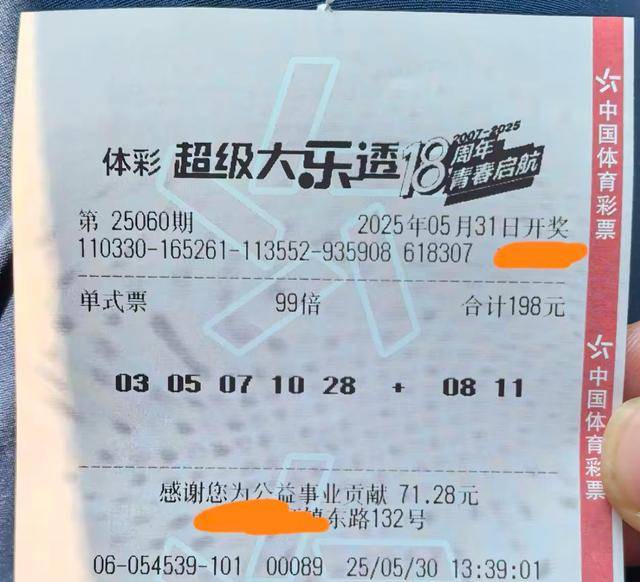 体彩 超级大乐透 18 2007-2025 周年 青春启航
第 25060期 2025年05月31日开奖
110330-165261-113552-935908 618307
单式票 99倍 合计198元
03 05 07 10 28 + 08 11
感谢您为公益事业贡献 71.28元
镇东路132号
06-054539-101 00089 25/05/30 13:39:01
中国体育彩票
中国体育彩票